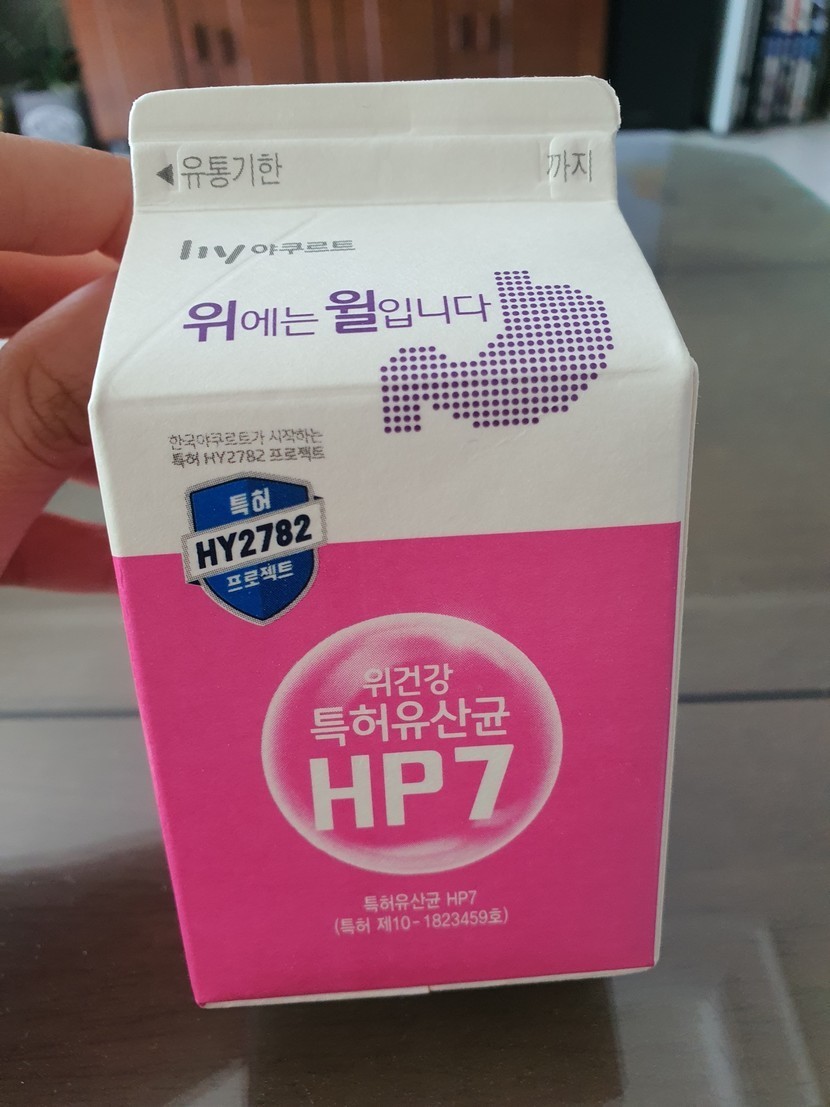 ◀유통기한 까지
hy야쿠르트
위에는 윌입니다
한국야쿠르트가 시작하는
특허 HY2782 프로젝트
특허
HY2782
프로젝트
위건강
특허유산균
HP7
특허유산균 HP7
(특허 제10-1823459호)